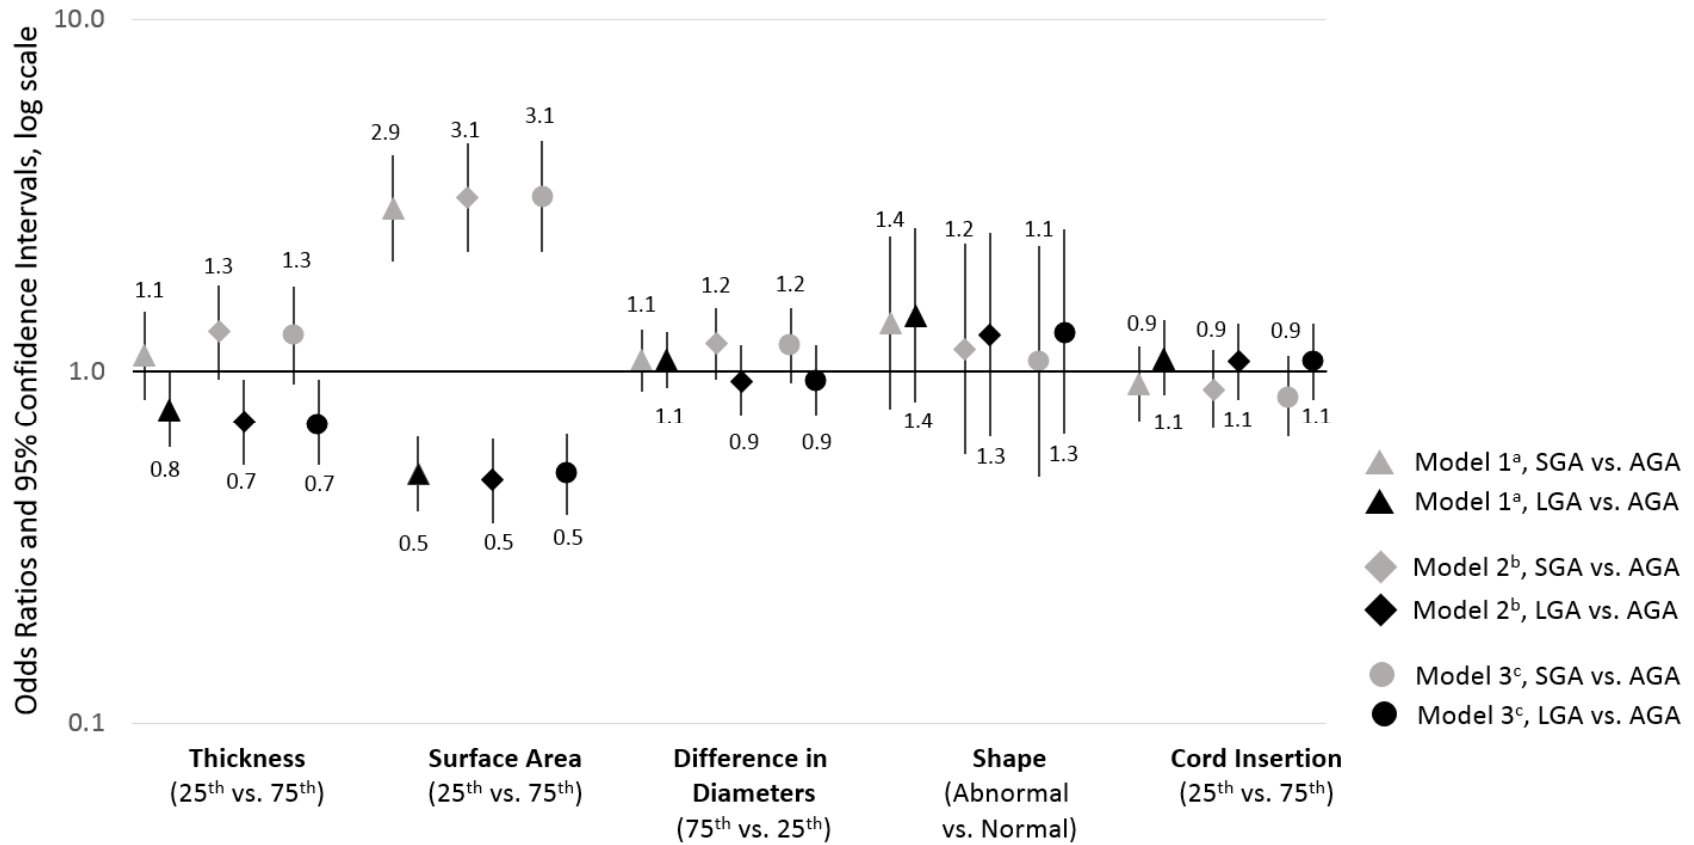 Odds Ratios and 95% Confidence Intervals, log scale
10.0
1.0
0.1
1.1
1.3
1.3
0.8
0.7
0.7
2.9
3.1
3.1
0.5
0.5
0.5
1.1
1.2
1.2
1.1
0.9
0.9
1.4
1.2
1.1
1.4
1.3
1.3
0.9
0.9
0.9
1.1
1.1
1.1
Thickness
(25th vs. 75th)
Surface Area
(25th vs. 75th)
Difference in
Diameters
(75th vs. 25th)
Shape
(Abnormal
vs. Normal)
Cord Insertion
(25th vs. 75th)
Model 1a, SGA vs. AGA
Model 1a, LGA vs. AGA
Model 2b, SGA vs. AGA
Model 2b, LGA vs. AGA
Model 3c, SGA vs. AGA
Model 3c, LGA vs. AGA